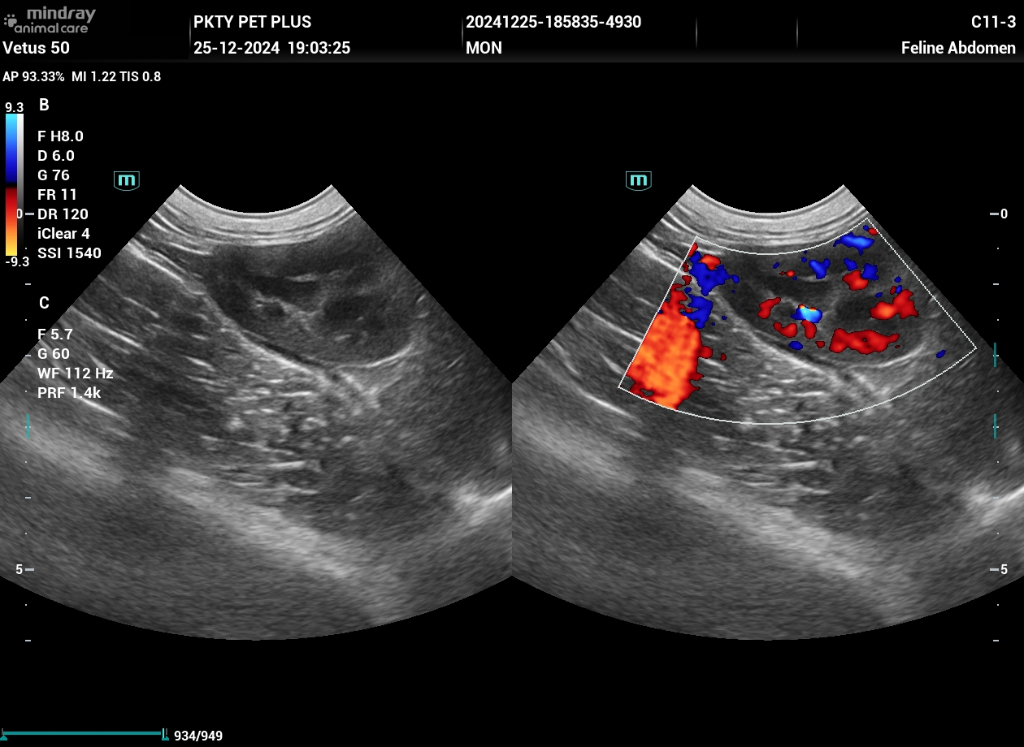 mindray
animalcare
Vetus 50
PKTY PET PLUS
25-12-2024 19:03:25
20241225-185835-4930
MON
C11-3
Feline Abdomen
AP 93.33% MI 1.22 TIS 0.8
9.3
B
F H8.0
D 6.0
G 76
FR 11
DR 120
iClear 4
SSI 1540
0
-9.3
C
F 5.7
G 60
WF 112 Hz
PRF 1.4k
5
m
m
0
5
934/949